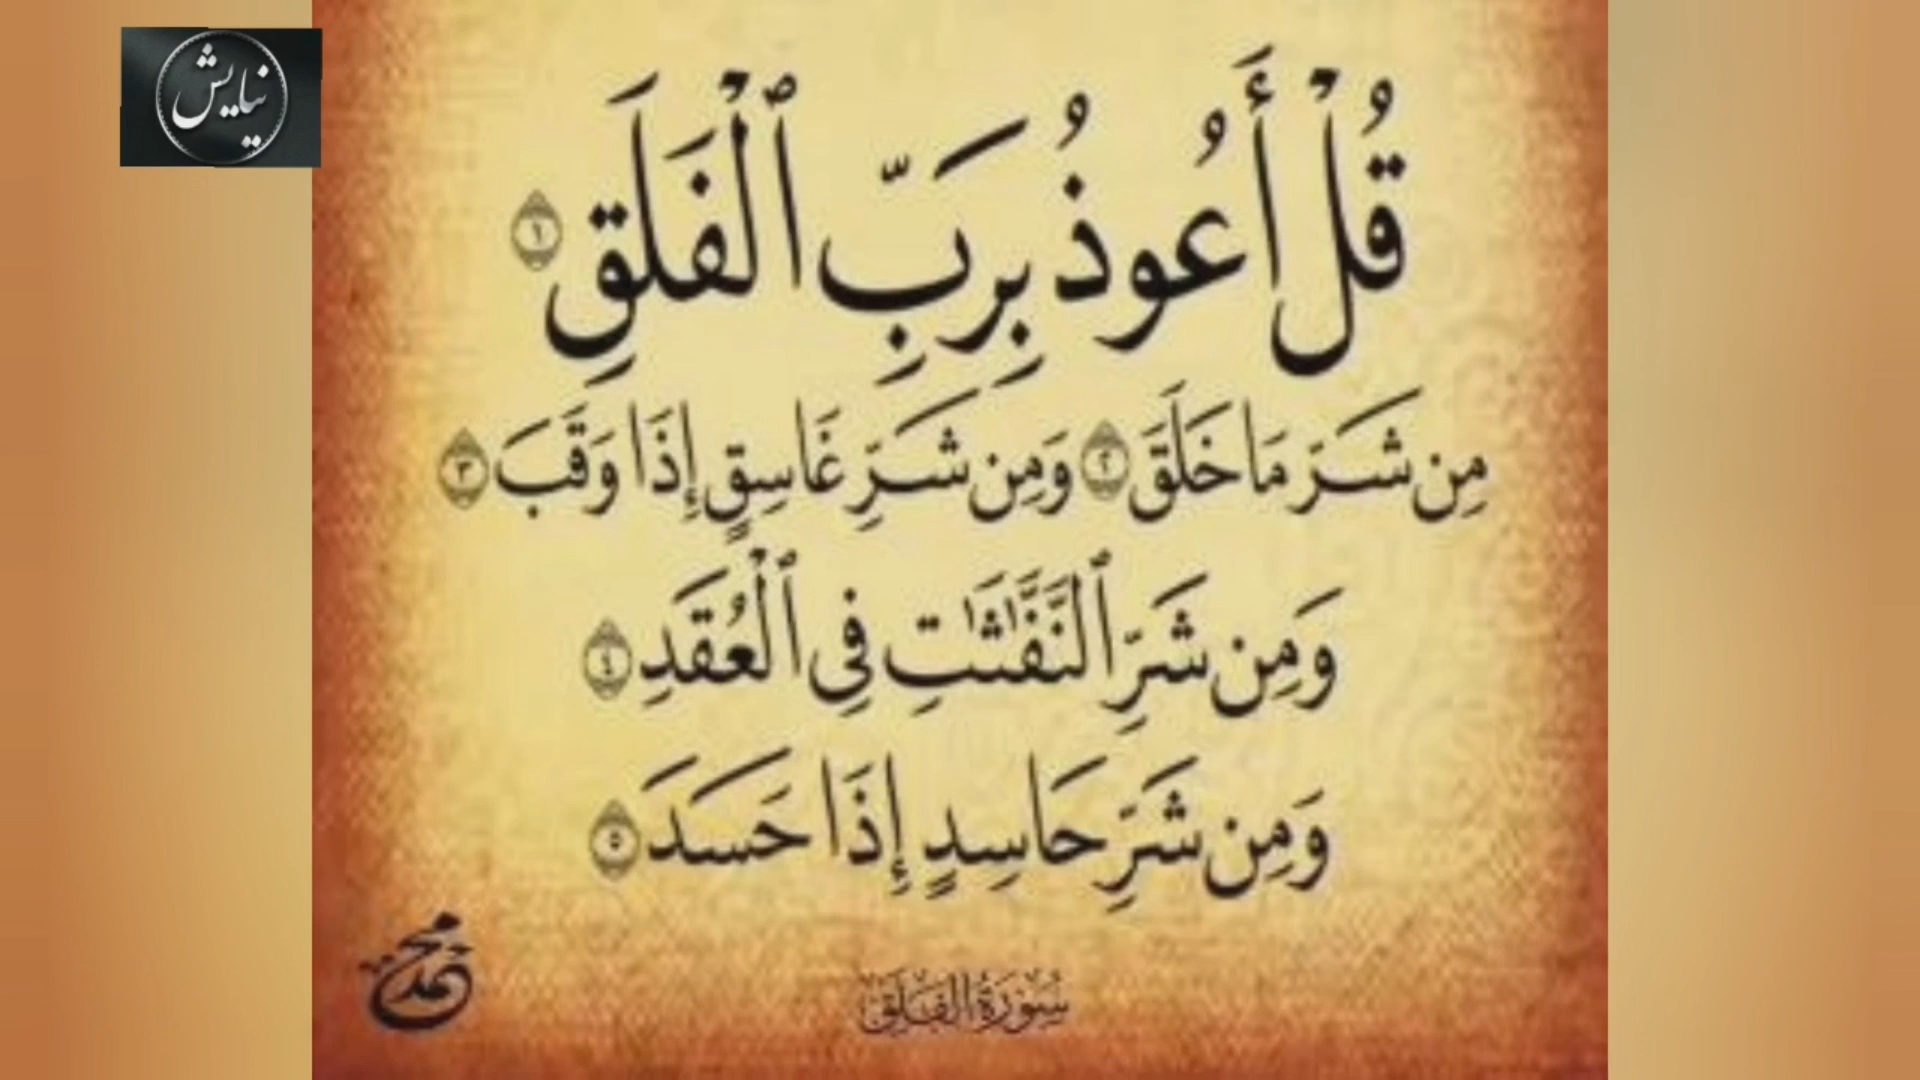 نیایش
قُلْ أَعُوذُ بِرَبِّ ٱلْفَلَقِ ١
مِن شَرِّ مَا خَلَقَ ٢ وَمِن شَرِّ غَاسِقٍ إِذَا وَقَبَ ٣
وَمِن شَرِّ ٱلنَّفَّٰثَٰتِ فِى ٱلْعُقَدِ ٤
وَمِن شَرِّ حَاسِدٍ إِذَا حَسَدَ ٥
محمد
سُورَةُ الفَلَقِ